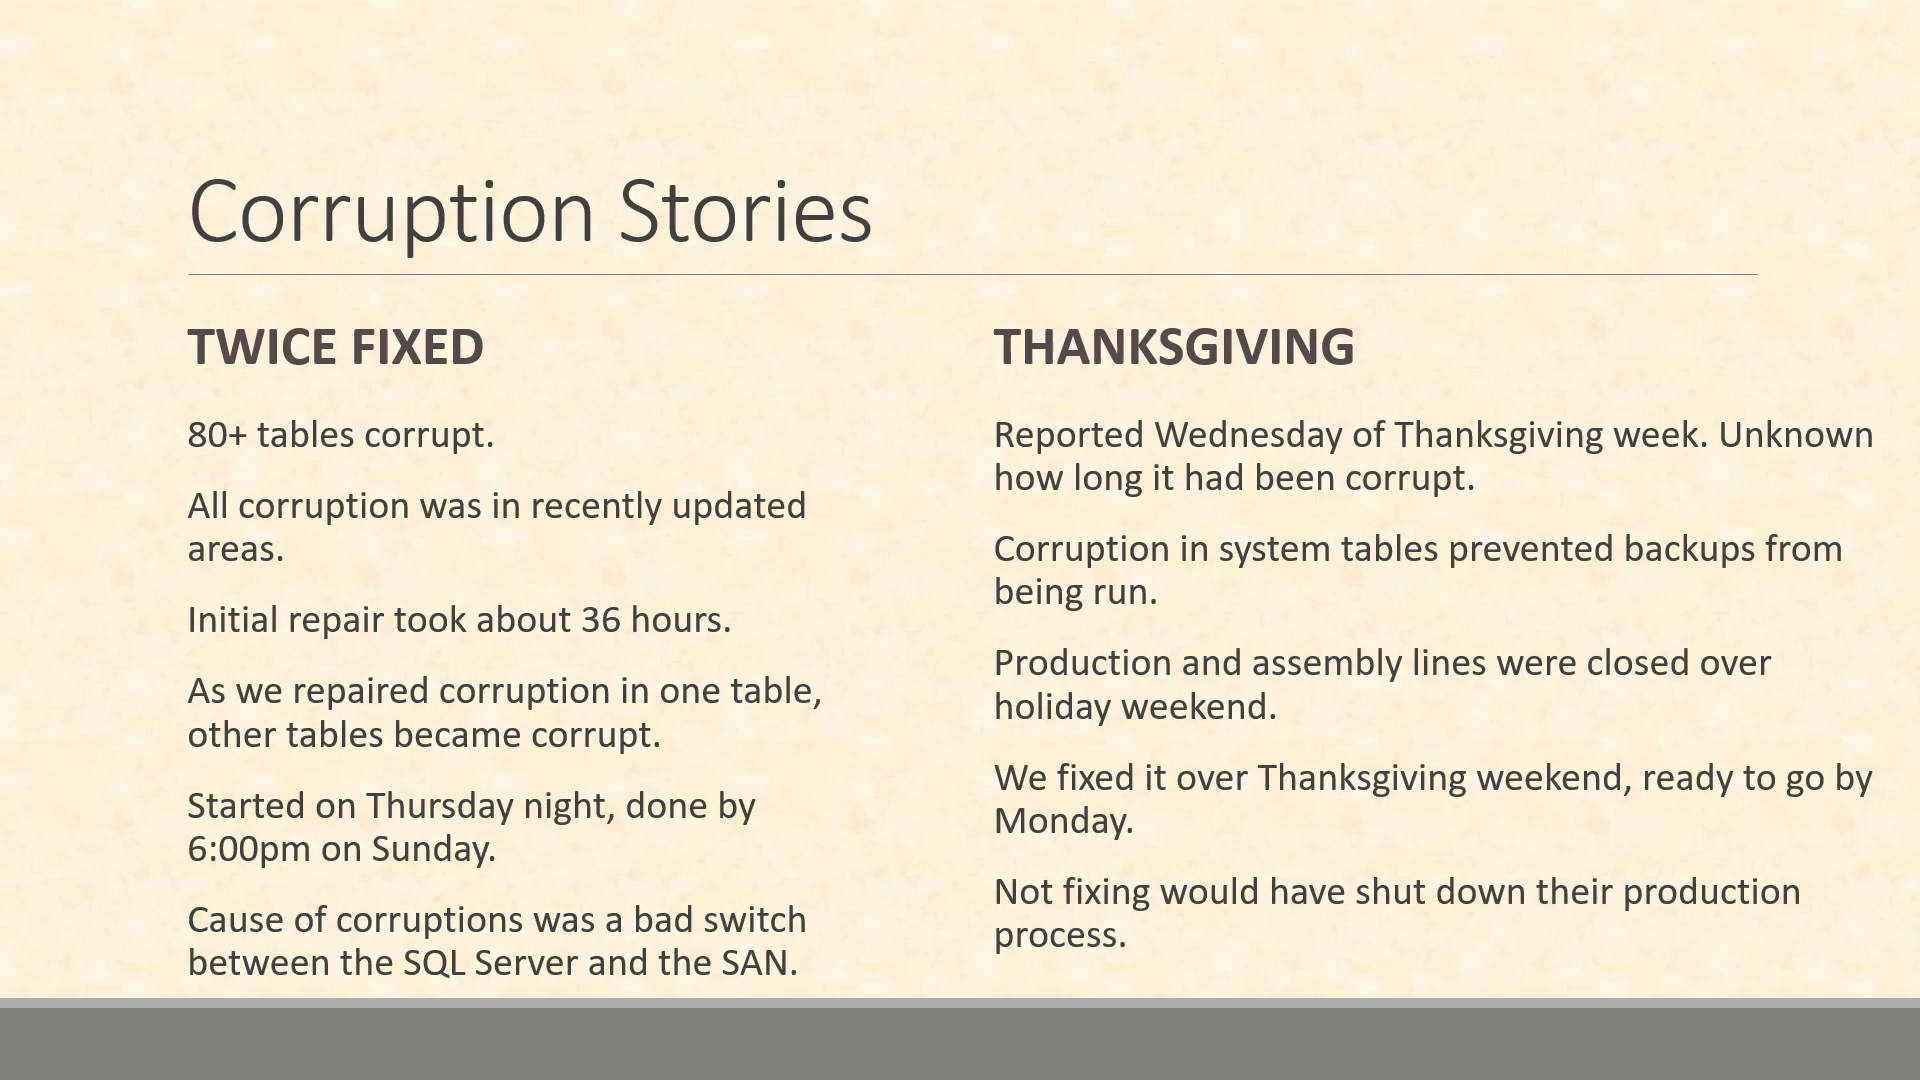 Corruption Stories
TWICE FIXED
80+ tables corrupt.
All corruption was in recently updated
areas.
Initial repair took about 36 hours.
As we repaired corruption in one table,
other tables became corrupt.
Started on Thursday night, done by
6:00pm on Sunday.
Cause of corruptions was a bad switch
between the SQL Server and the SAN.
THANKSGIVING
Reported Wednesday of Thanksgiving week. Unknown
how long it had been corrupt.
Corruption in system tables prevented backups from
being run.
Production and assembly lines were closed over
holiday weekend.
We fixed it over Thanksgiving weekend, ready to go by
Monday.
Not fixing would have shut down their production
process.